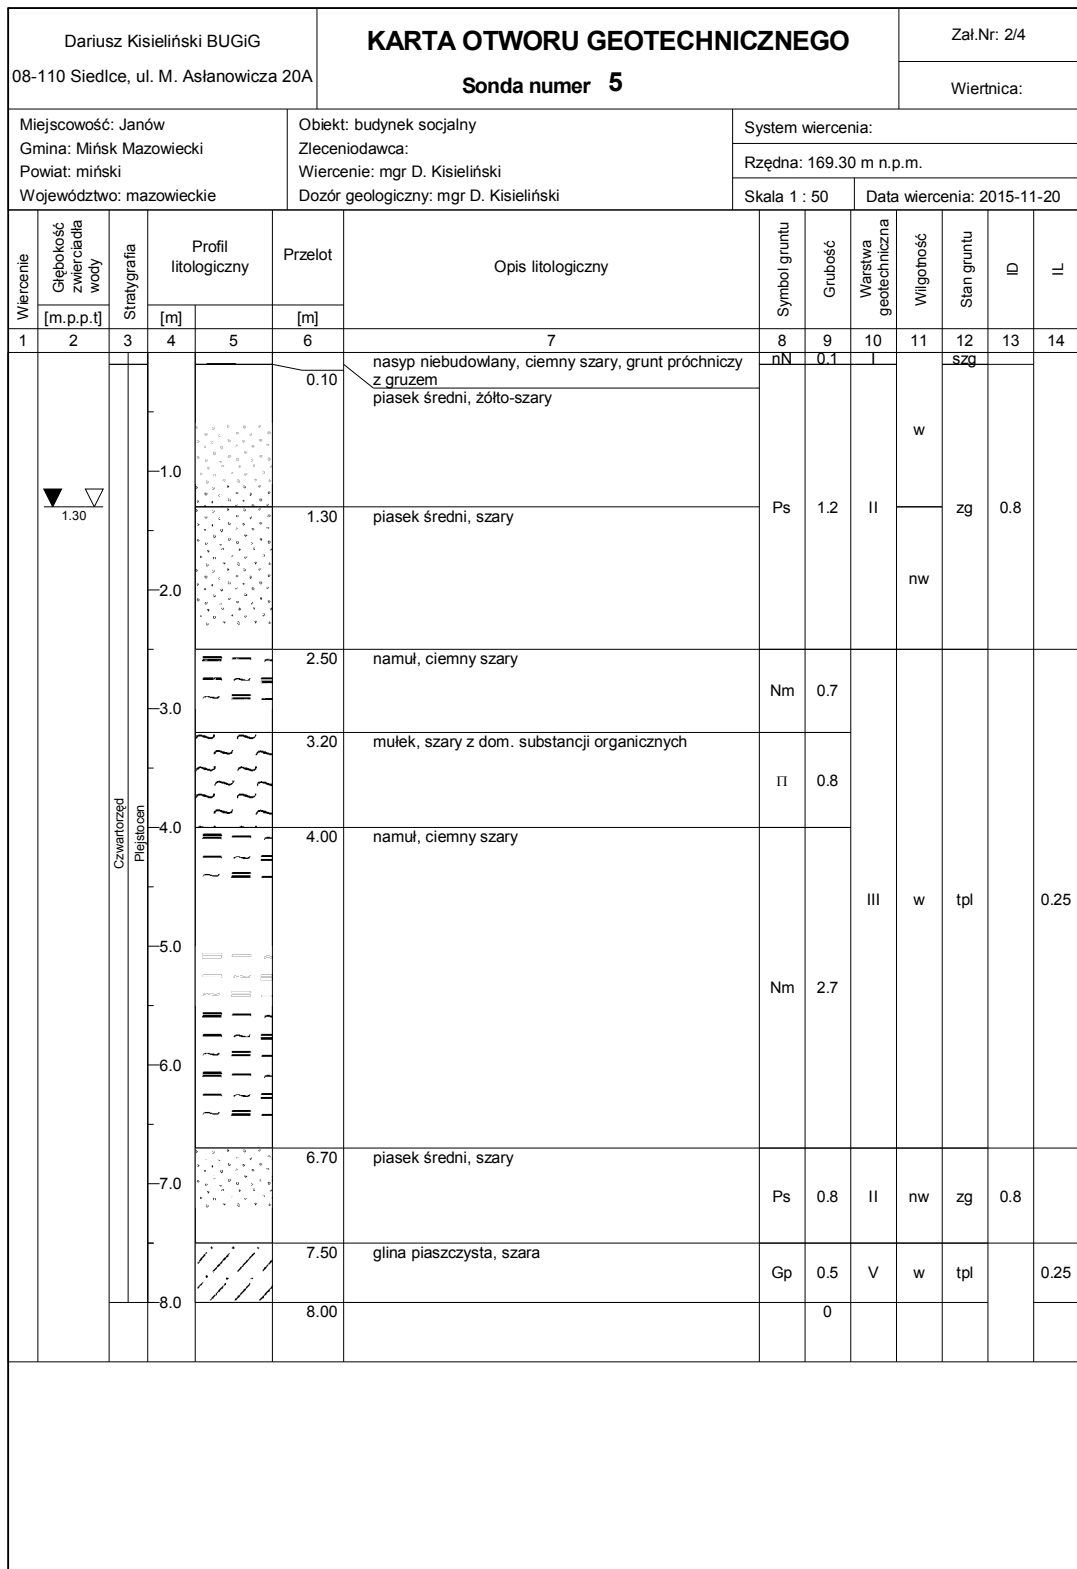 Dariusz Kisieliński BUGiG
08-110 Siedlce, ul. M. Asłanowicza 20A
KARTA OTWORU GEOTECHNICZNEGO
Sonda numer 5
Zał.Nr: 2/4
Wiertnica:
Miejscowość: Janów
Gmina: Mińsk Mazowiecki
Powiat: miński
Województwo: mazowieckie
Obiekt: budynek socjalny
Zleceniodawca:
Wiercenie: mgr D. Kisieliński
Dozór geologiczny: mgr D. Kisieliński
System wiercenia:
Rzędna: 169.30 m n.p.m.
Skala 1 : 50
Data wiercenia: 2015-11-20
Wiercenie
Głębokość
zwierciadła
wody
[m.p.p.t]
Stratygrafia
Profil
litologiczny
[m]
Przelot
[m]
Opis litologiczny
Symbol gruntu
Grubość
Warstwa
geotechniczna
Wilgotność
Stan gruntu
ID
IL
1 2 3 4 5 6 7 8 9 10 11 12 13 14
nasyp niebudowlany, ciemny szary, grunt próchniczy
z gruzem
nN 0.1 I szg
0.10
piasek średni, żółto-szary
w
1.0
1.30
1.30 piasek średni, szary
Ps 1.2 II zg 0.8
nw
2.0
2.50 namuł, ciemny szary
Nm 0.7
3.0
3.20 mułek, szary z dom. substancji organicznych
Π 0.8
Czwartorzęd
Plejstocen
4.0
4.00 namuł, ciemny szary
III w tpl 0.25
5.0
Nm 2.7
6.0
6.70 piasek średni, szary
7.0
Ps 0.8 II nw zg 0.8
7.50 glina piaszczysta, szara
Gp 0.5 V w tpl 0.25
8.0
8.00
0